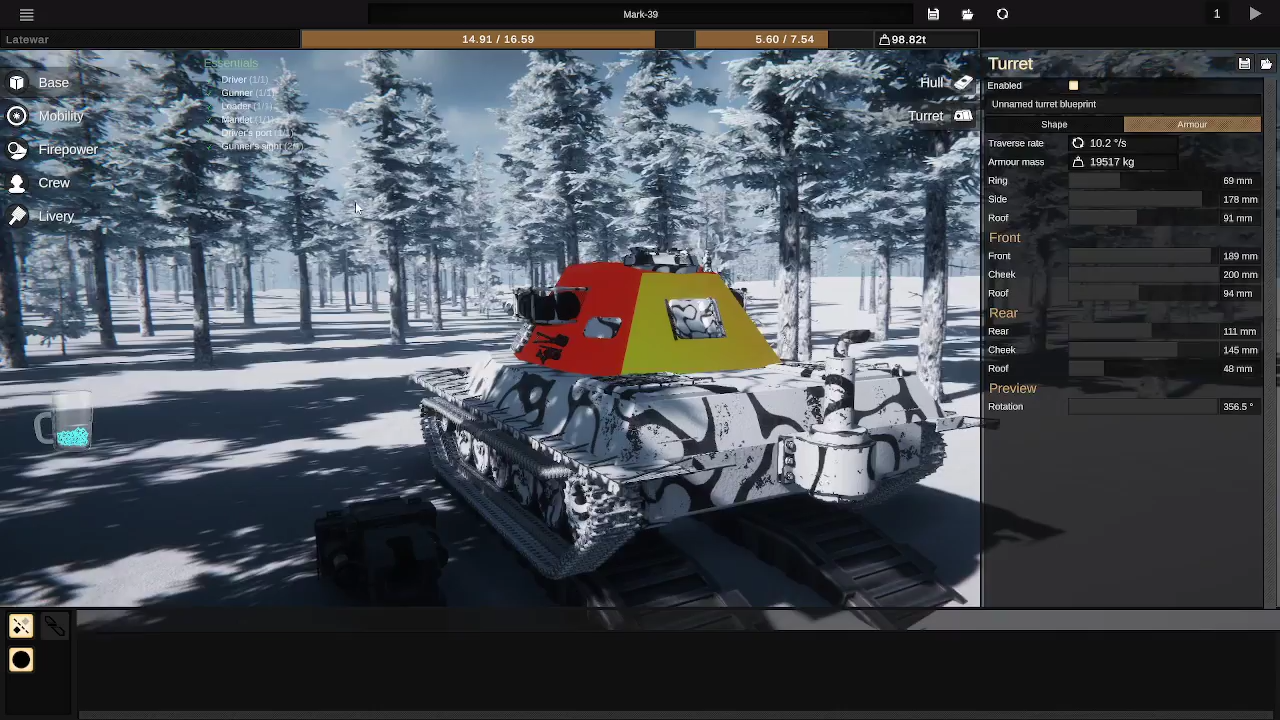 Mark-39
1
Latewar
14.91 / 16.59
5.60 / 7.54
98.82t
Essentials
Driver (1/1)
Gunner (1/1)
Loader (1/1)
Mantlet (1/1)
Driver's port (1/1)
Gunner's sight (2/1)
Base
Mobility
Firepower
Crew
Livery
Hull
Turret
Turret
Enabled
Unnamed turret blueprint
Shape
Armour
Traverse rate
10.2 °/s
Armour mass
19517 kg
Ring
69 mm
Side
178 mm
Roof
91 mm
Front
Front
189 mm
Cheek
200 mm
Roof
94 mm
Rear
Rear
111 mm
Cheek
145 mm
Roof
48 mm
Preview
Rotation
356.5 °